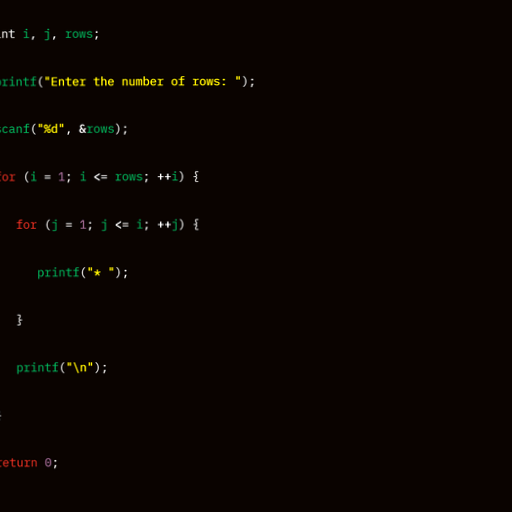 nt i, j, rows;
printf("Enter the number of rows: ");
scanf("%d", &rows);
for (i = 1; i <= rows; ++i) {
for (j = 1; j <= i; ++j) {
printf("* ");
}
printf("\n");
}
return 0;